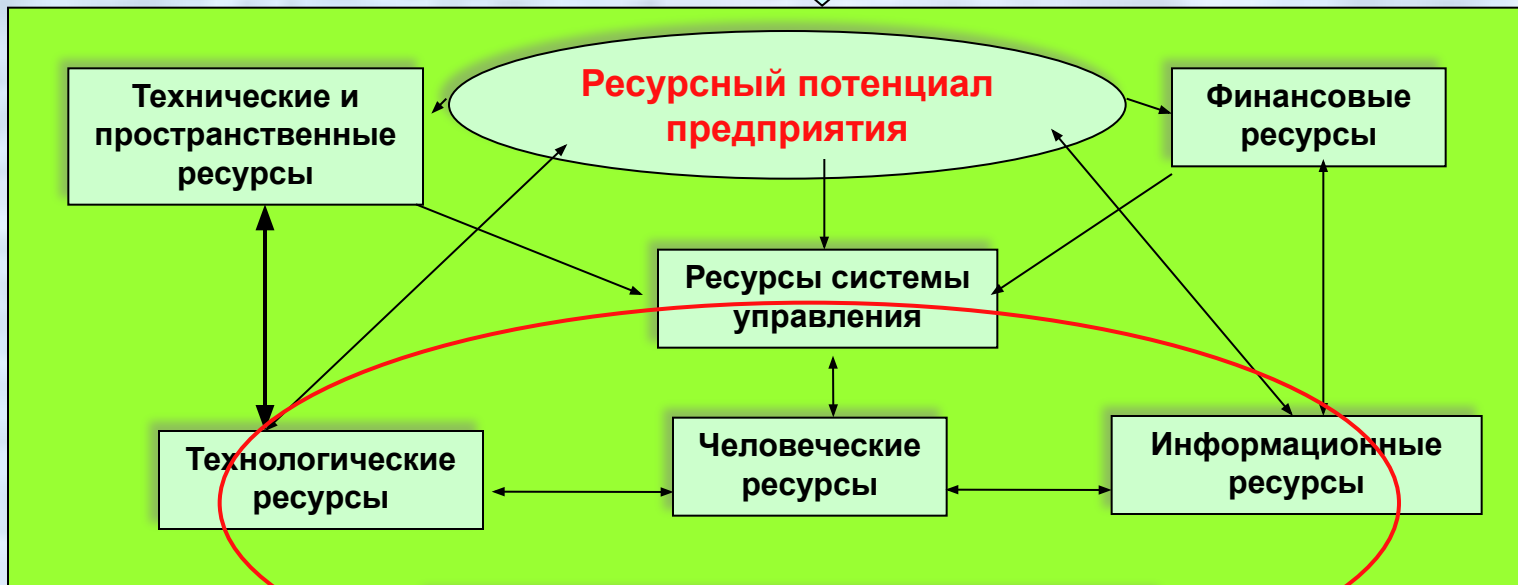 Ресурсный потенциал
предприятия
Технические и
пространственные
ресурсы
Финансовые
ресурсы
Ресурсы системы
управления
Технологические
ресурсы
Человеческие
ресурсы
Информационные
ресурсы